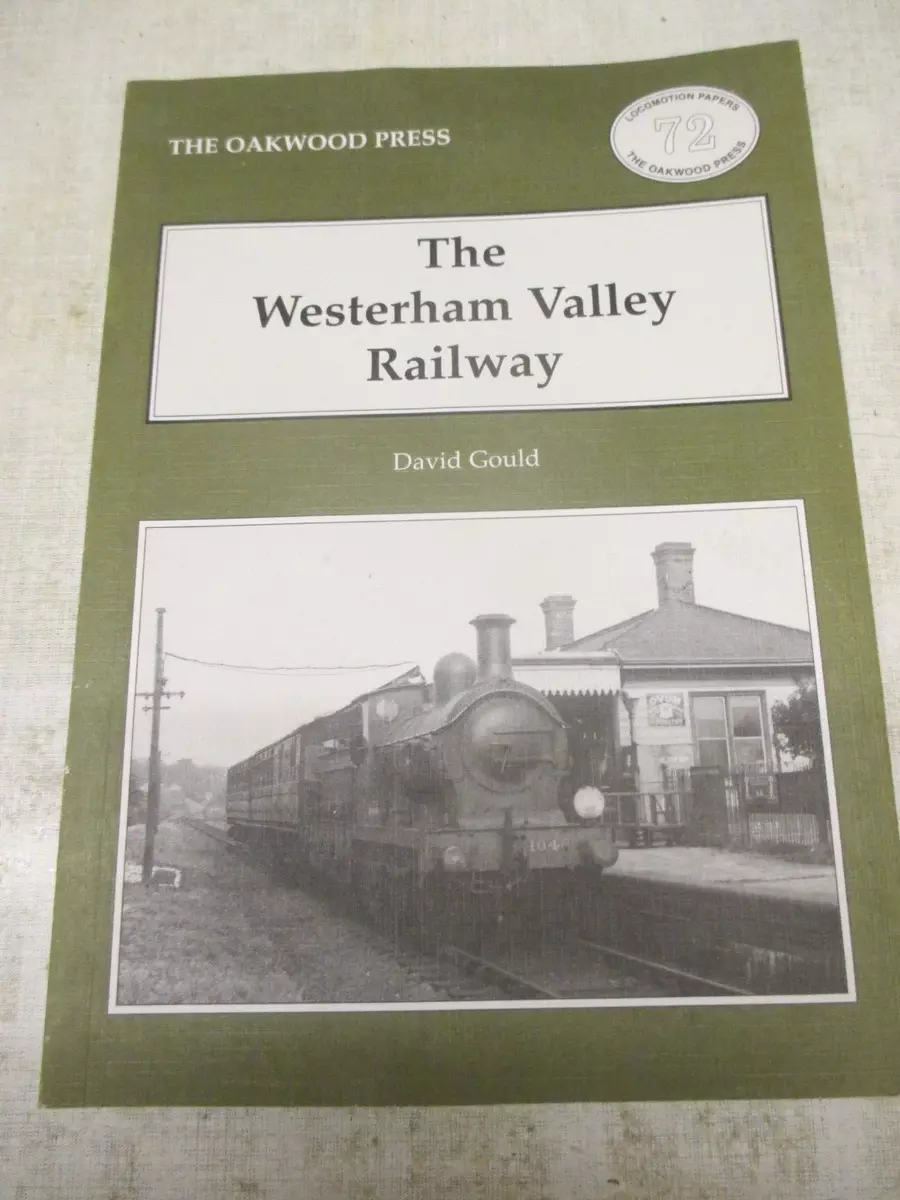 THE OAKWOOD PRESS
LOCOMOTION PAPERS
72
THE OAKWOOD PRESS
The
Westerham Valley
Railway
David Gould